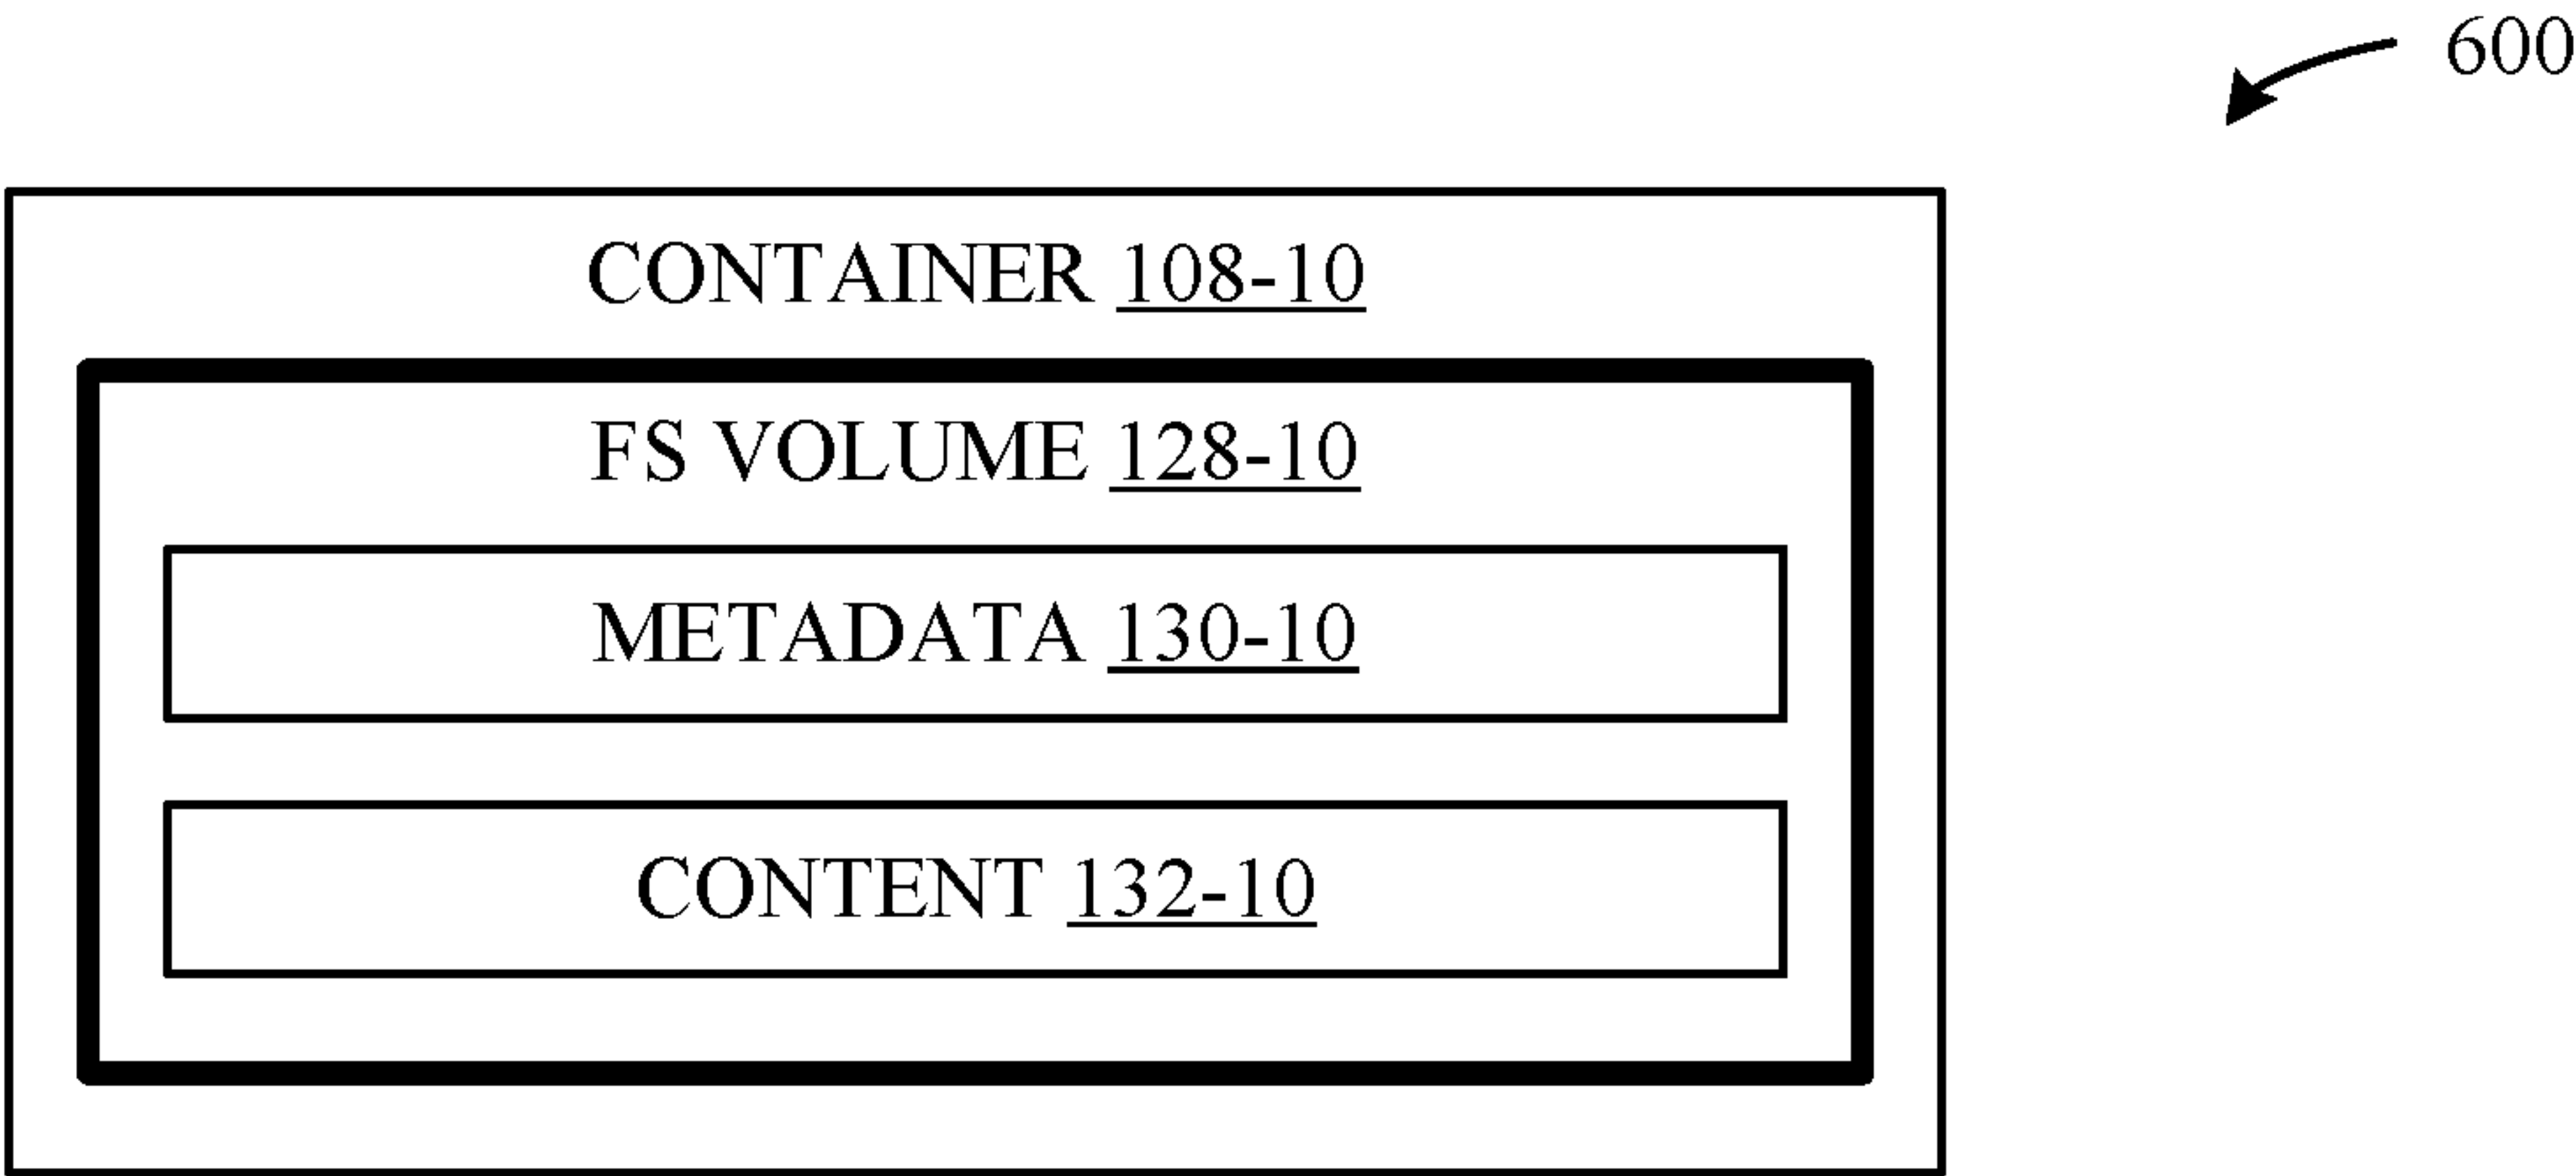 600
CONTAINER 108-10
FS VOLUME 128-10
METADATA 130-10
CONTENT 132-10